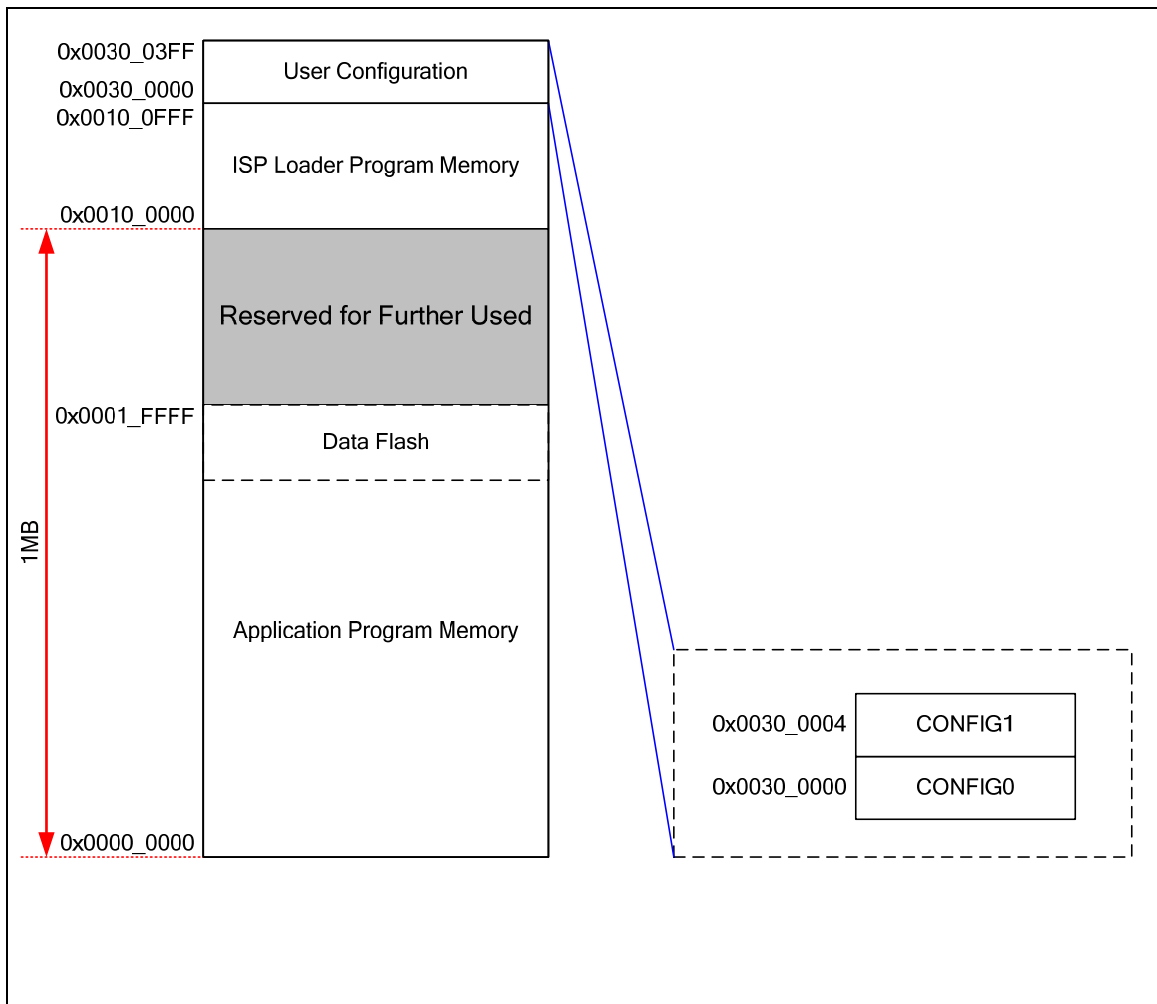 0x0030_03FF
User Configuration
0x0030_0000
0x0010_0FFF
ISP Loader Program Memory
0x0010_0000
Reserved for Further Used
0x0001_FFFF
Data Flash
1MB
Application Program Memory
0x0000_0000
0x0030_0004
CONFIG1
0x0030_0000
CONFIG0